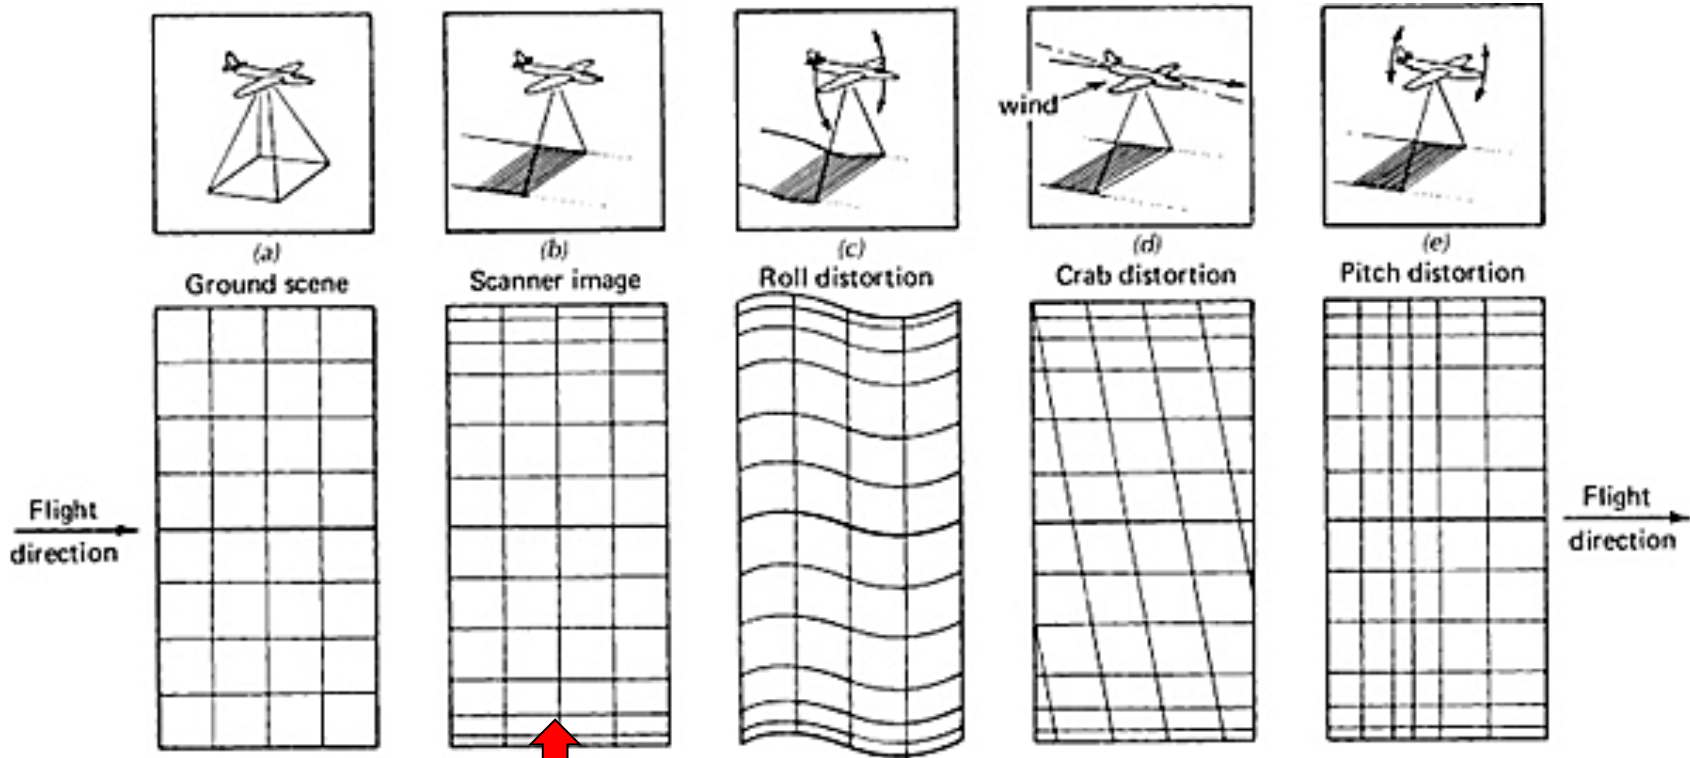 wind
(a)
(b)
(c)
(d)
(e)
Ground scene
Scanner image
Roll distortion
Crab distortion
Pitch distortion
Flight
direction
Flight
direction